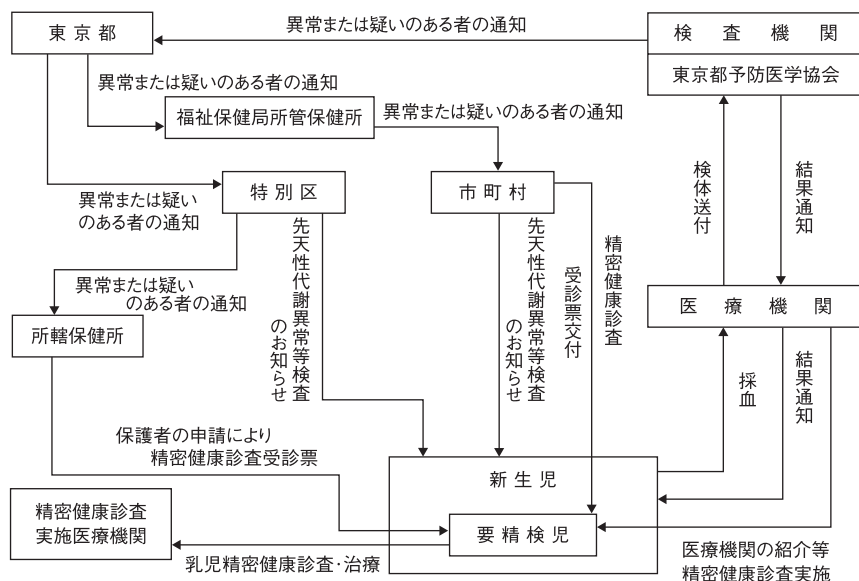 異常または疑いのある者の通知
東京都
検査機関
東京都予防医学協会
異常または疑いのある者の通知
福祉保健局所管保健所
異常または疑いのある者の通知
検体送付
結果通知
特別区
市町村
異常または疑い
のある者の通知
先天性代謝異常等検査
のお知らせ
先天性代謝異常等検査
のお知らせ
精密健康診査
受診票交付
異常または疑い
のある者の通知
医療機関
所轄保健所
採血
結果通知
保護者の申請により
精密健康診査受診票
新生児
精密健康診査
実施医療機関
要精検児
乳児精密健康診査・治療
医療機関の紹介等
精密健康診査実施